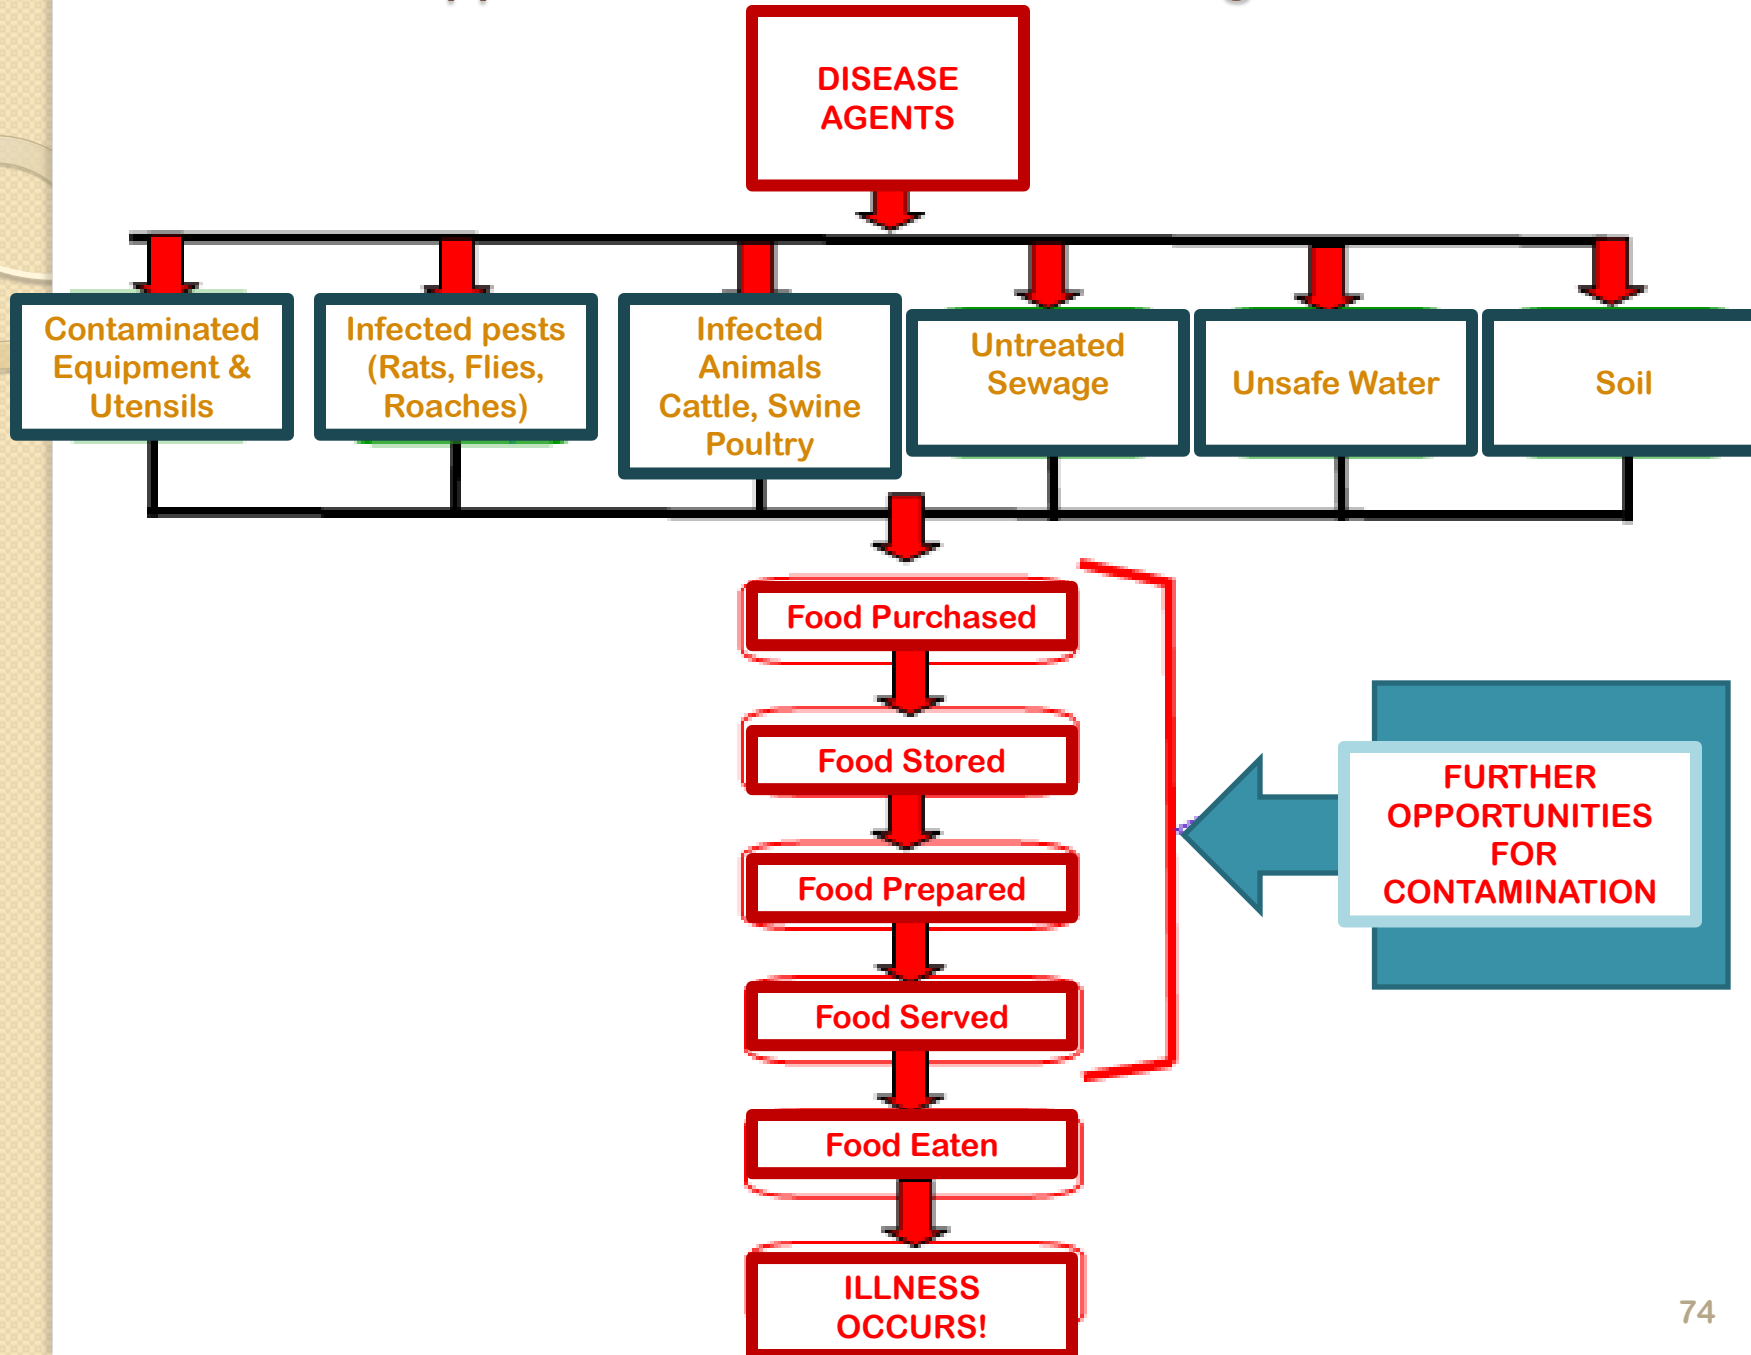 DISEASE
AGENTS
Contaminated
Equipment &
Utensils
Infected pests
(Rats, Flies,
Roaches)
Infected
Animals
Cattle, Swine
Poultry
Untreated
Sewage
Unsafe Water
Soil
Food Purchased
Food Stored
Food Prepared
Food Served
Food Eaten
ILLNESS
OCCURS!
FURTHER
OPPORTUNITIES
FOR
CONTAMINATION
74